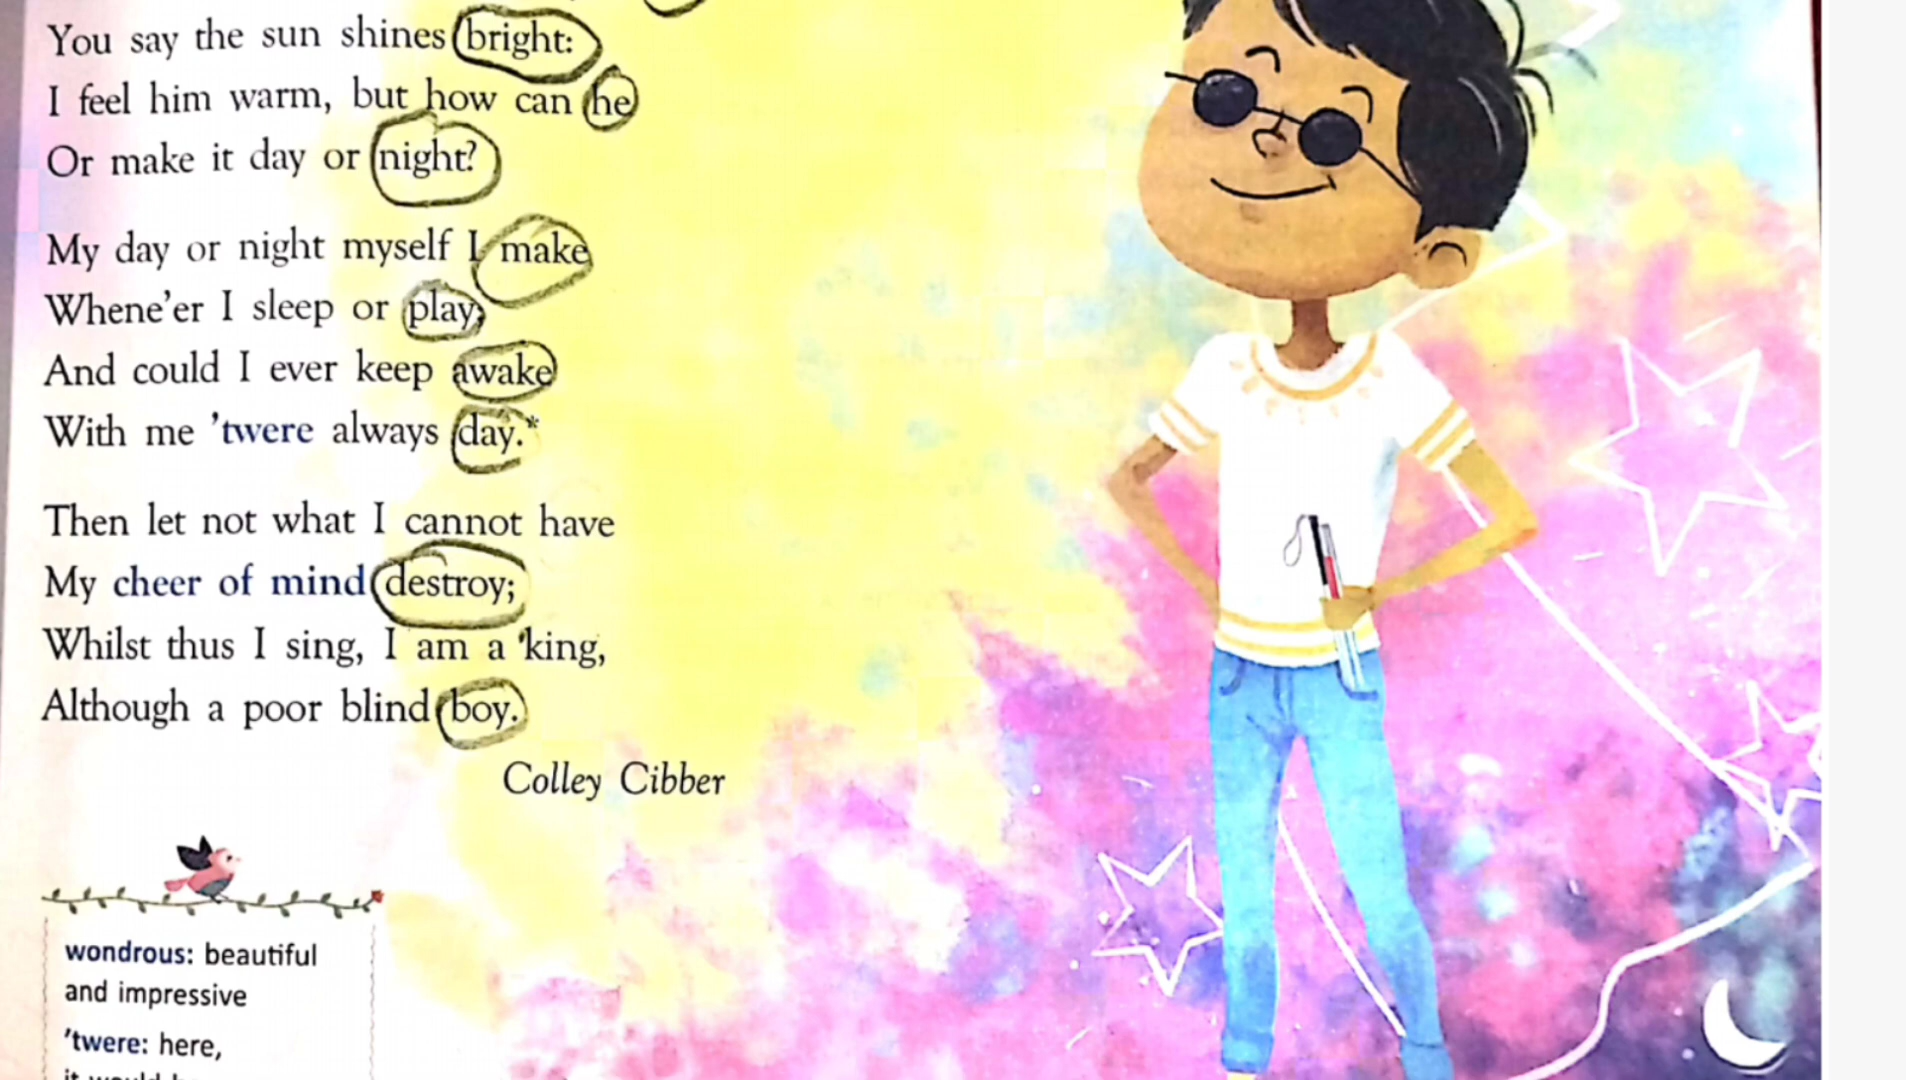 You say the sun shines bright:
I feel him warm, but how can he
Or make it day or night?
My day or night myself I make
Whene'er I sleep or play;
And could I ever keep awake
With me 'twere always day.*
Then let not what I cannot have
My cheer of mind destroy;
Whilst thus I sing, I am a king,
Although a poor blind boy.
Colley Cibber
wondrous: beautiful
and impressive
'twere: here,
it would be